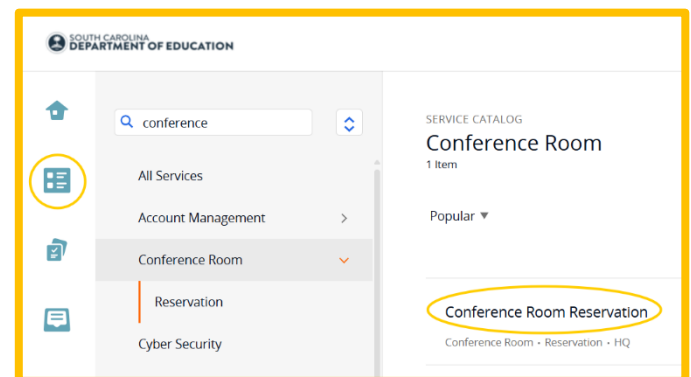 SOUTH CAROLINA
DEPARTMENT OF EDUCATION
conference
All Services
Account Management
Conference Room
Reservation
Cyber Security
SERVICE CATALOG
Conference Room
1 Item
Popular ▼
Conference Room Reservation
Conference Room • Reservation • HQ